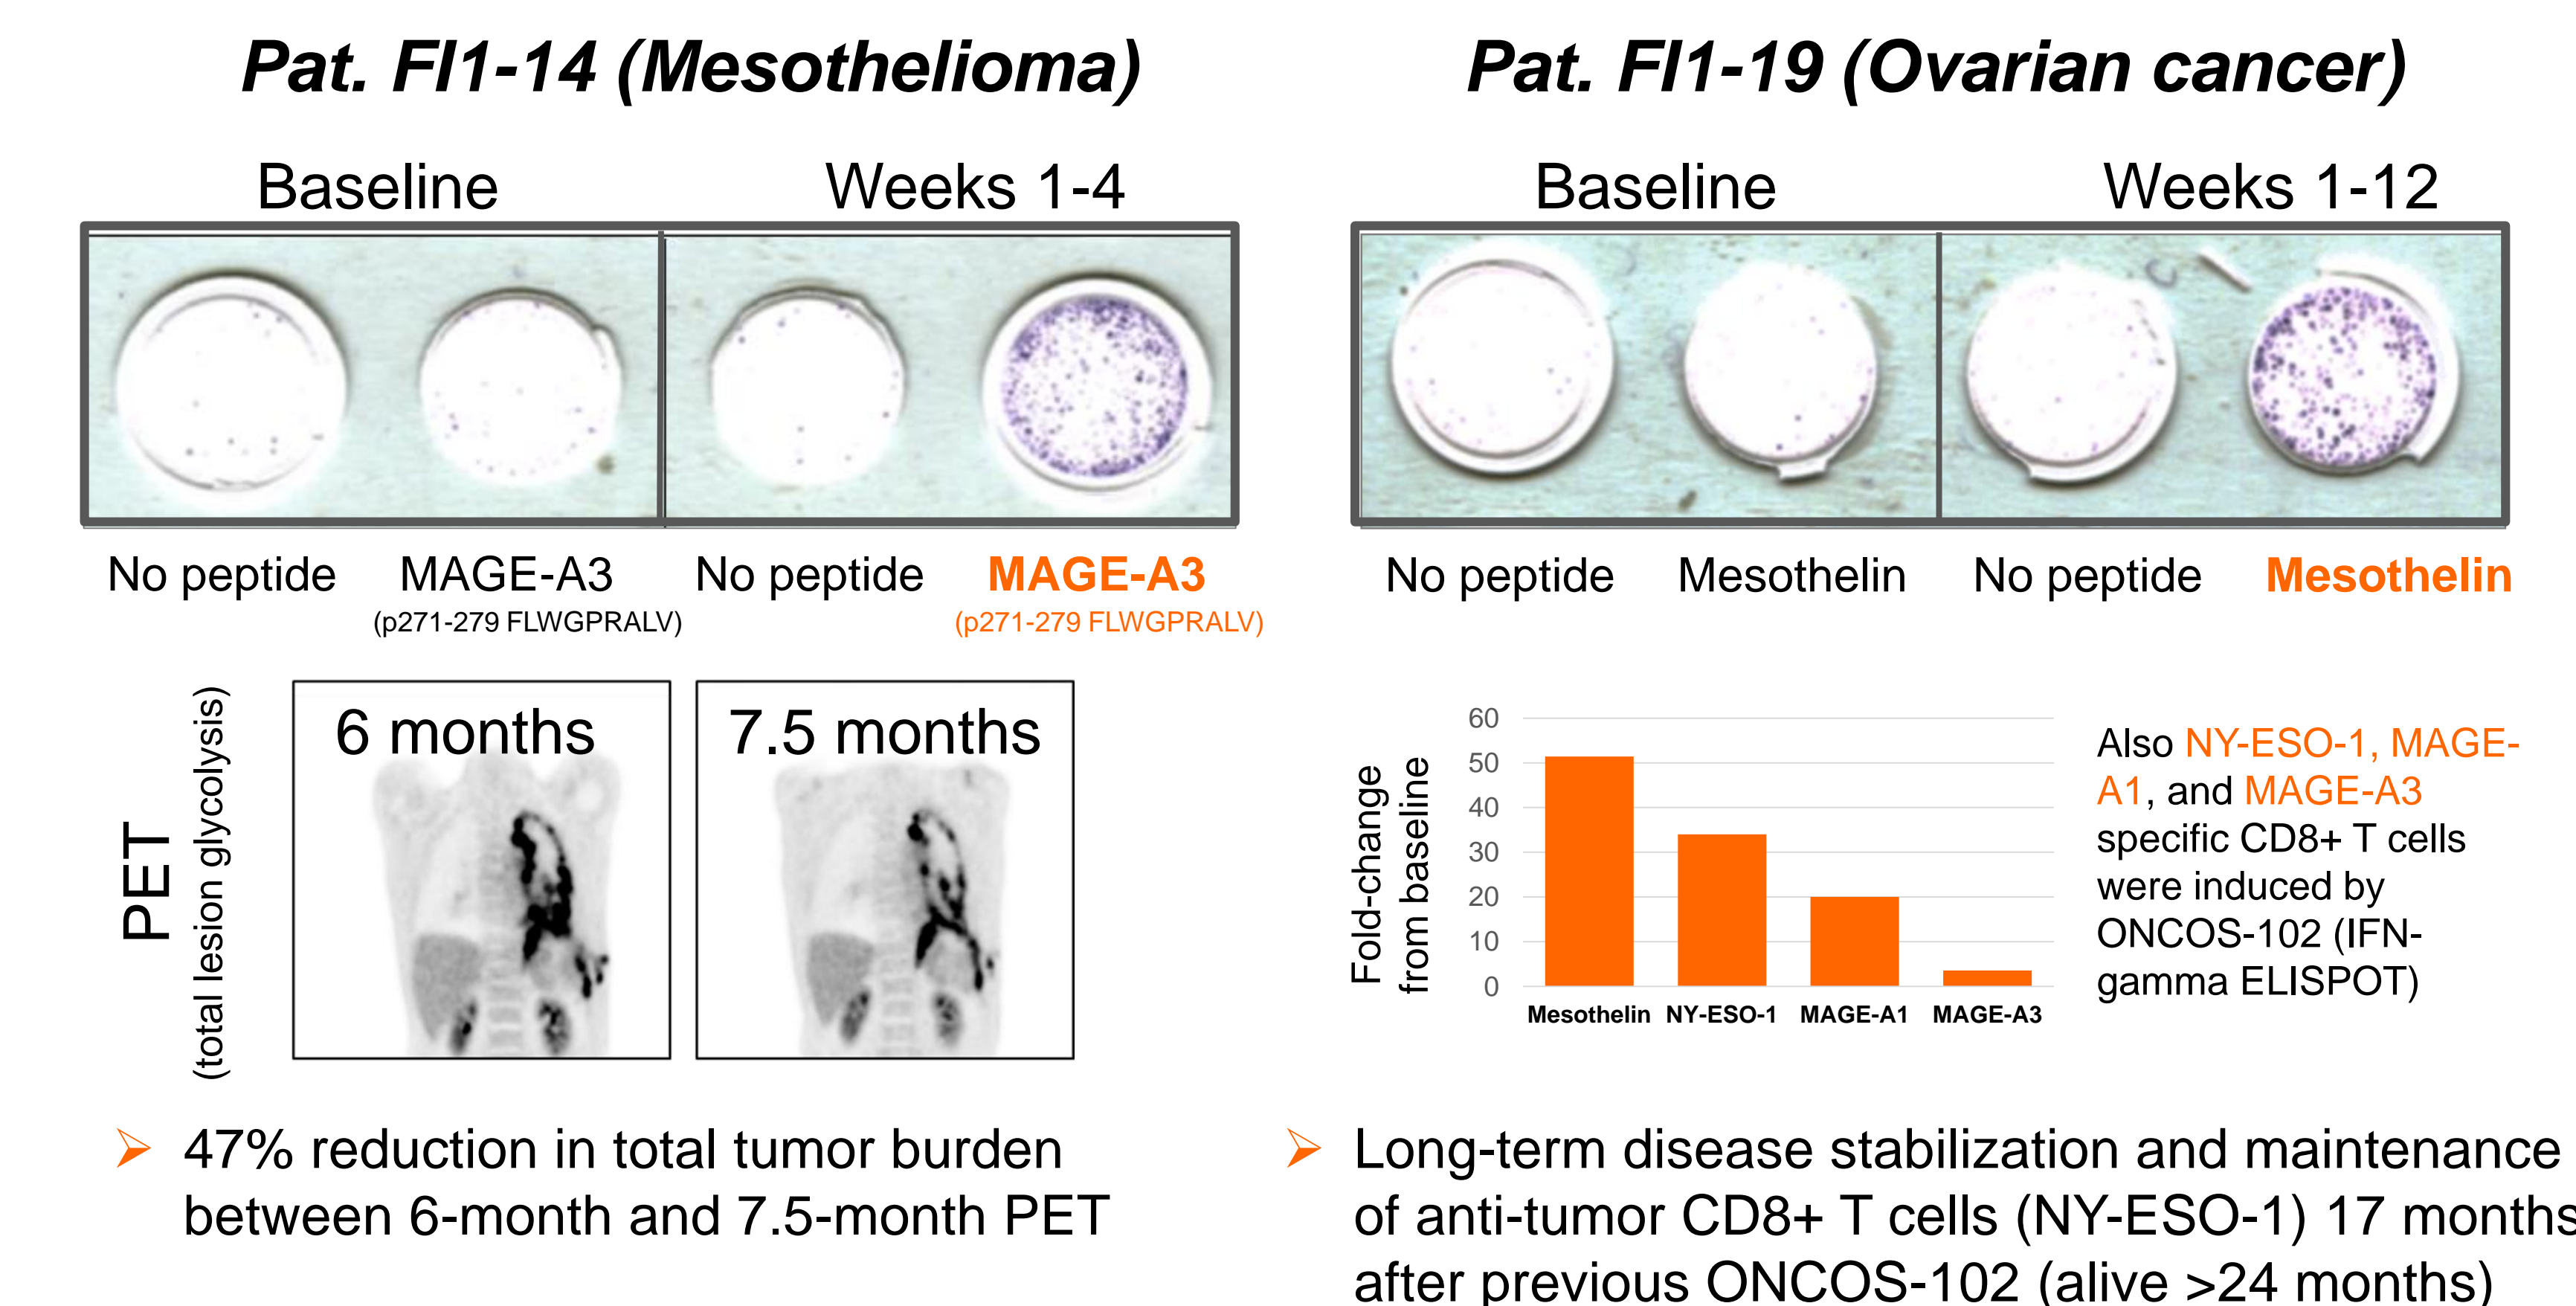 Pat. FI1-14 (Mesothelioma)
Baseline
Weeks 1-4
No peptide
MAGE-A3
(p271-279 FLWGPRALV)
No peptide
MAGE-A3
(p271-279 FLWGPRALV)
PET
(total lesion glycolysis)
6 months
7.5 months
➢ 47% reduction in total tumor burden
between 6-month and 7.5-month PET
Pat. FI1-19 (Ovarian cancer)
Baseline
Weeks 1-12
No peptide
Mesothelin
No peptide
Mesothelin
Fold-change
from baseline
60
50
40
30
20
10
0
Mesothelin
NY-ESO-1
MAGE-A1
MAGE-A3
Also NY-ESO-1, MAGE-
A1, and MAGE-A3
specific CD8+ T cells
were induced by
ONCOS-102 (IFN-
gamma ELISPOT)
➢ Long-term disease stabilization and maintenance
of anti-tumor CD8+ T cells (NY-ESO-1) 17 months
after previous ONCOS-102 (alive >24 months)